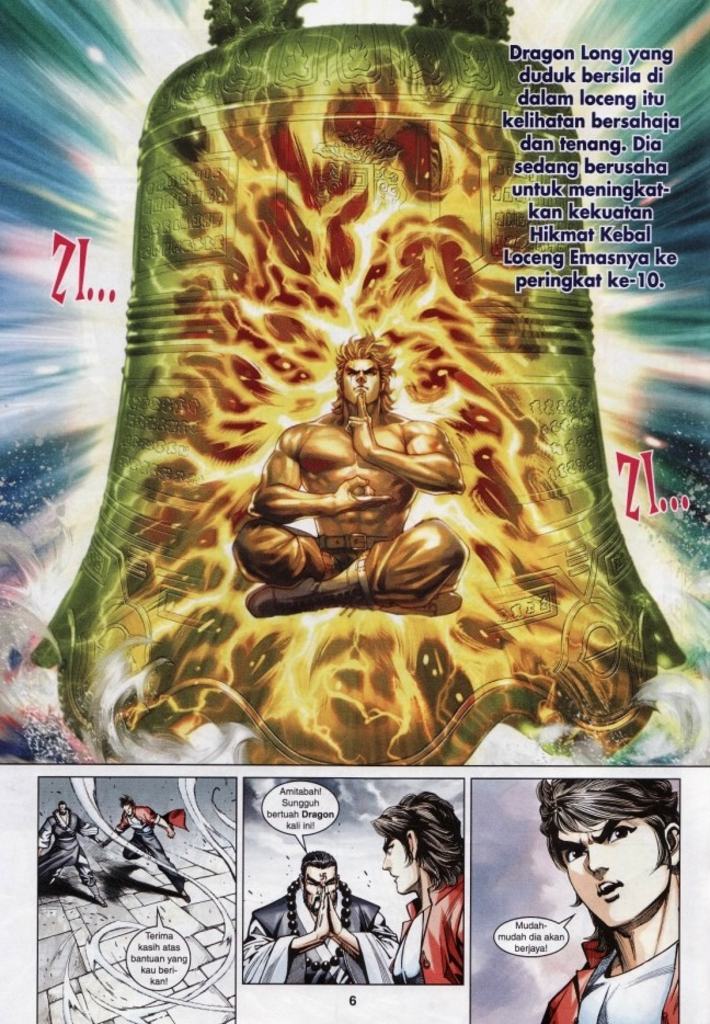 Dragon Long yang
duduk bersila di
dalam loceng itu
kelihatan bersahaja
dan tenang. Dia
sedang berusaha
untuk meningkat-
kan kekuatan
Hikmat Kebal
Loceng Emasnya ke
peringkat ke-10.
ZI...
ZI...
Terima
kasih atas
bantuan yang
kau beri-
kan!
Amitabah!
Sungguh
bertuah Dragon
kali ini!
Mudah-
mudah dia akan
berjaya!
6